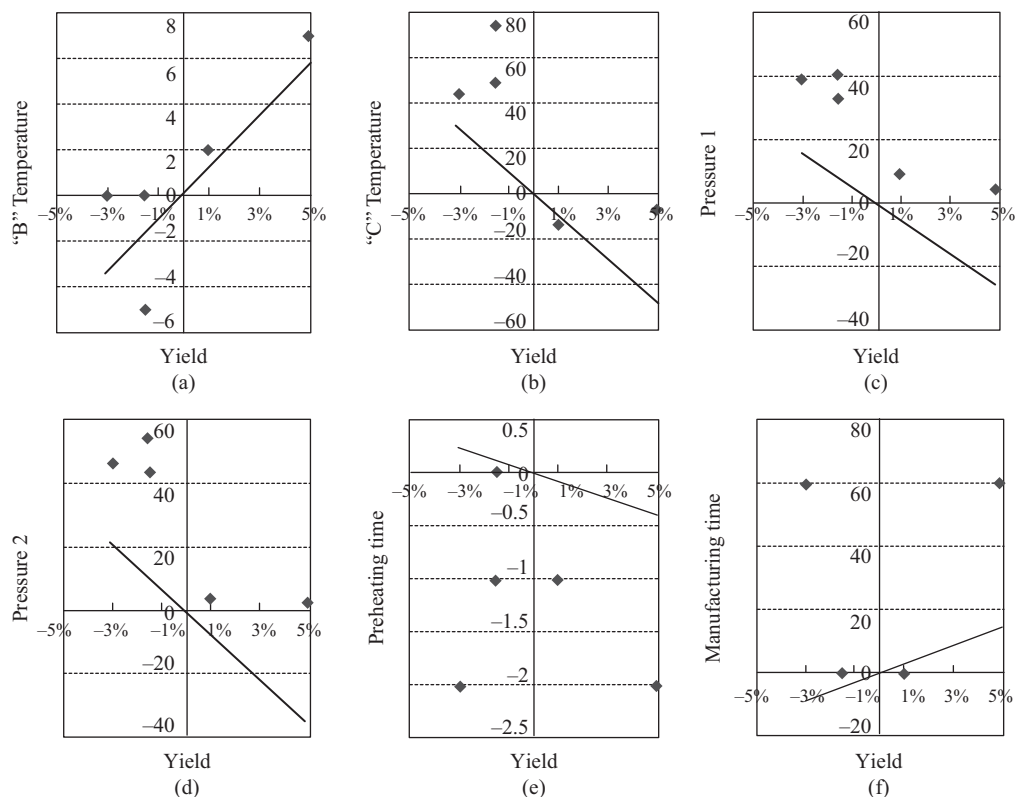 "B" Temperature
8
6
4
2
0
–5% –3% –1% 1% 3% 5%
–2
–4
–6
Yield
(a)
"C" Temperature
80
60
40
20
0
–5% –3% –1% 1% 3% 5%
–20
–40
–60
Yield
(b)
Pressure 1
60
40
20
0
–5% –3% –1% 1% 3% 5%
–20
–40
Yield
(c)
Pressure 2
60
40
20
0
–5% –3% –1% 1% 3% 5%
–20
–40
Yield
(d)
Preheating time
0.5
0
–5% –3% –1% 1% 3% 5%
–0.5
–1
–1.5
–2
–2.5
Yield
(e)
Manufacturing time
80
60
40
20
0
–5% –3% –1% 1% 3% 5%
–20
Yield
(f)